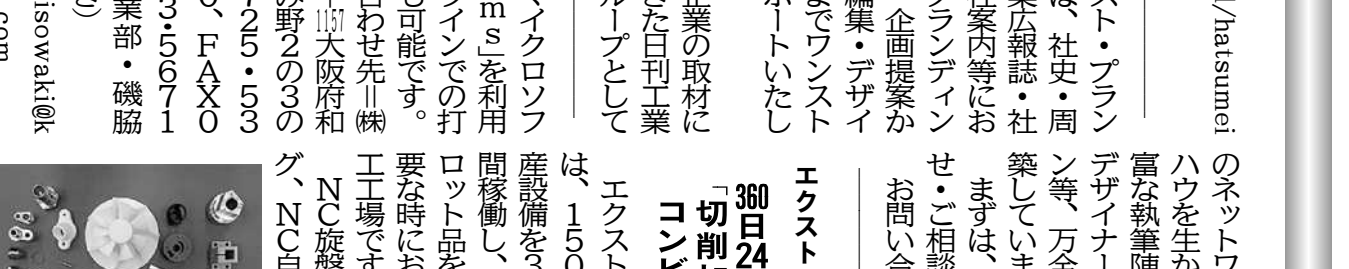 /hatsumei
スト・プラン
は、社史・周
業広報誌・社
社案内等にお
ランディン
、企画提案か
編集・デザイ
までワンスト
ポートいたし
企業の取材に
きた日刊工業
ループとして
マイクロソフ
ms」を利用
ラインでの打
も可能です。
合わせ先＝㈱
1157大阪府和
み野2の3の
725・53
0、FAX0
3・5671
業部・磯脇
isowaki@k
.com
のネットワ
ハウを生か
富な執筆陣
デザイナー
ン等、万全
築していま
まずは、
せ・ご相談
お問い合
エクスト
360日24
「切削
コンビ
エクスト
は、150
産設備を3
間稼働し、
ロット品を
要な時にお
工工場です
NC旋盤
グ、NC自